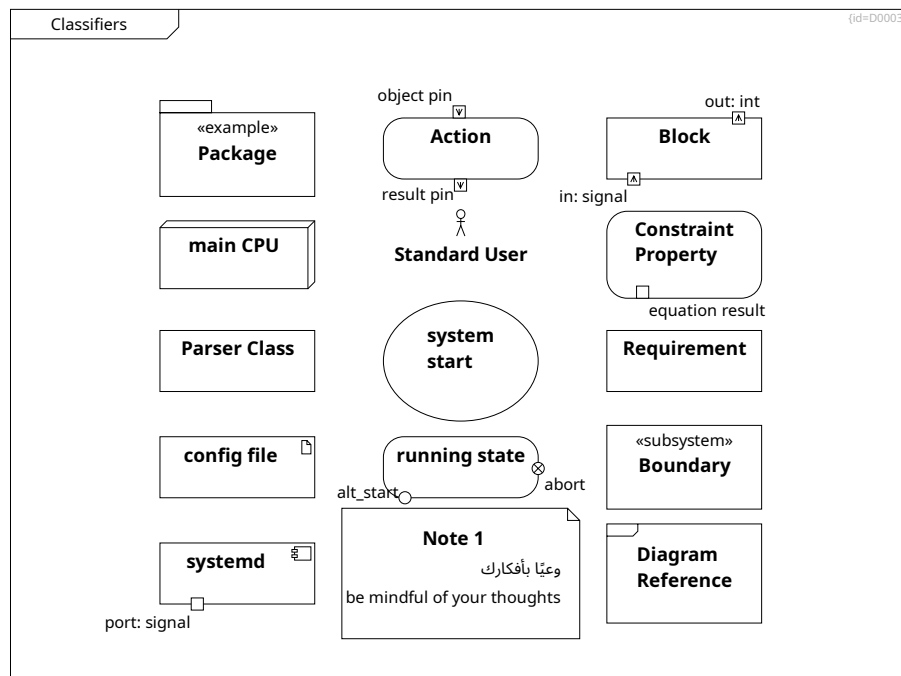 Classifiers
{id=D0003
«example»
Package
object pin
Action
result pin
out: int
Block
in: signal
main CPU
Standard User
Constraint
Property
equation result
Parser Class
system
start
Requirement
config file
running state
alt_start
abort
«subsystem»
Boundary
systemd
port: signal
Note 1
وعيًا بأفكارك
be mindful of your thoughts
Diagram
Reference